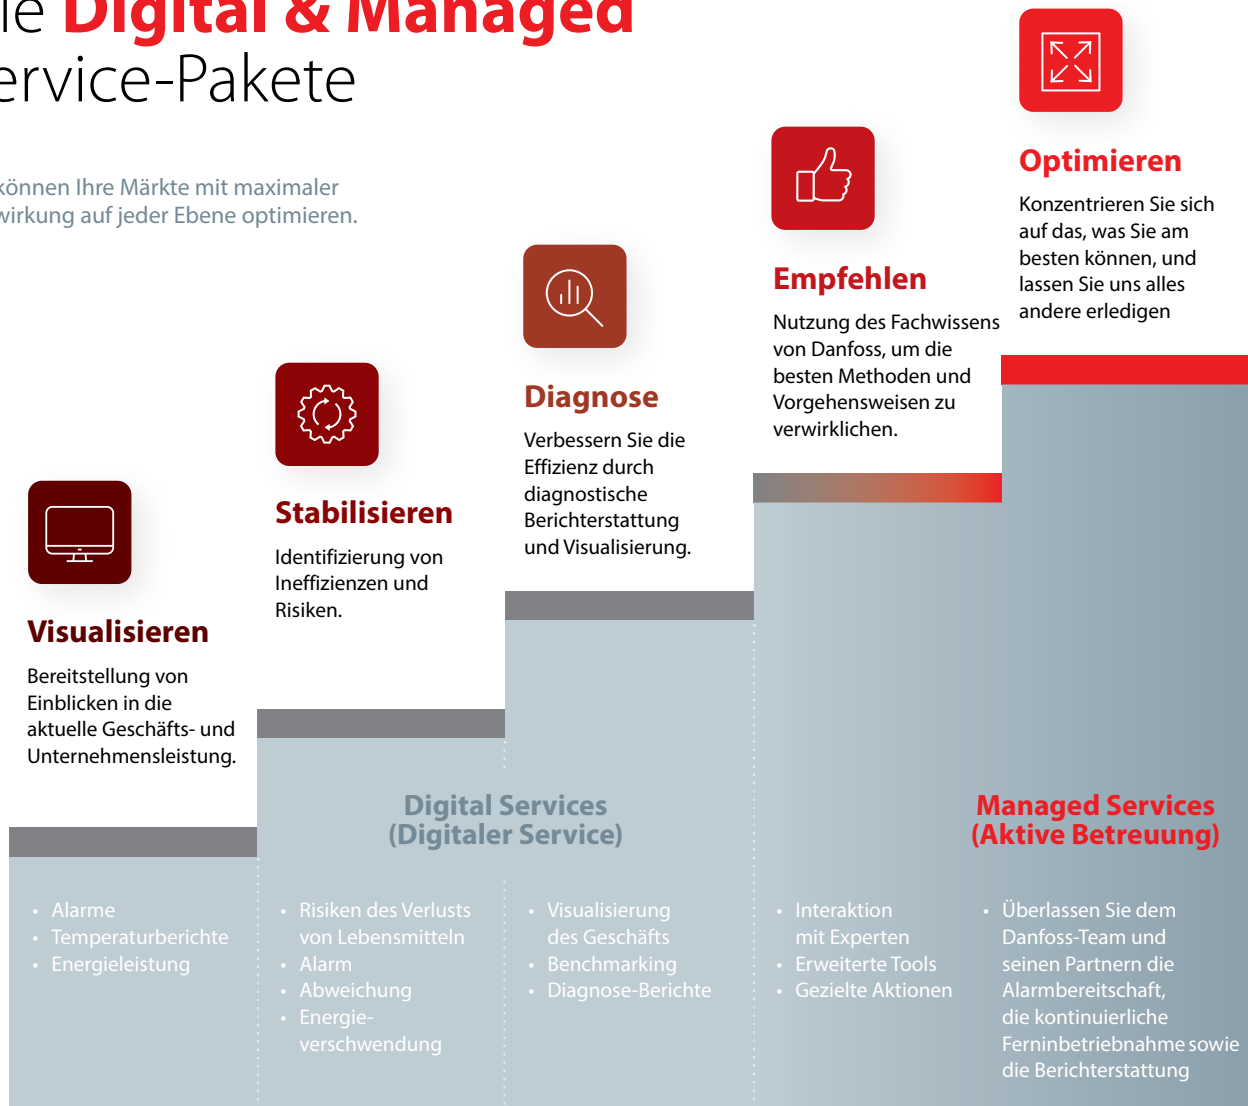 ie Digital & Managed
ervice-Pakete
können Ihre Märkte mit maximaler
wirkung auf jeder Ebene optimieren.
Visualisieren
Bereitstellung von
Einblicken in die
aktuelle Geschäfts- und
Unternehmensleistung.
Stabilisieren
Identifizierung von
Ineffizienzen und
Risiken.
Diagnose
Verbessern Sie die
Effizienz durch
diagnostische
Berichterstattung
und Visualisierung.
Empfehlen
Nutzung des Fachwissens
von Danfoss, um die
besten Methoden und
Vorgehensweisen zu
verwirklichen.
Optimieren
Konzentrieren Sie sich
auf das, was Sie am
besten können, und
lassen Sie uns alles
andere erledigen
Digital Services
(Digitaler Service)
Managed Services
(Aktive Betreuung)
• Alarme
• Temperaturberichte
• Energieleistung
• Risiken des Verlusts
von Lebensmitteln
• Alarm
• Abweichung
• Energie-
verschwendung
• Visualisierung
des Geschäfts
• Benchmarking
• Diagnose-Berichte
• Interaktion
mit Experten
• Erweiterte Tools
• Gezielte Aktionen
• Überlassen Sie dem
Danfoss-Team und
seinen Partnern die
Alarmbereitschaft,
die kontinuierliche
Ferninbetriebnahme sowie
die Berichterstattung